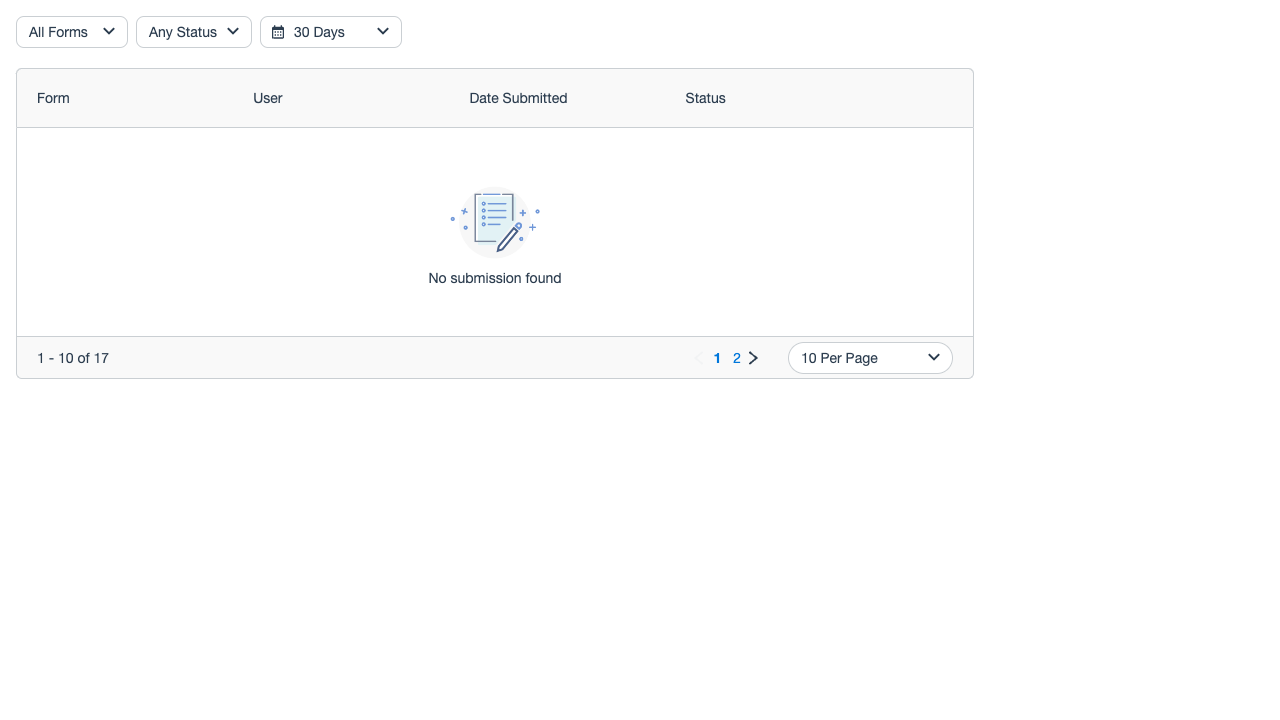 All Forms Any Status 30 Days
Form User Date Submitted Status
No submission found
1 - 10 of 17 1 2 10 Per Page